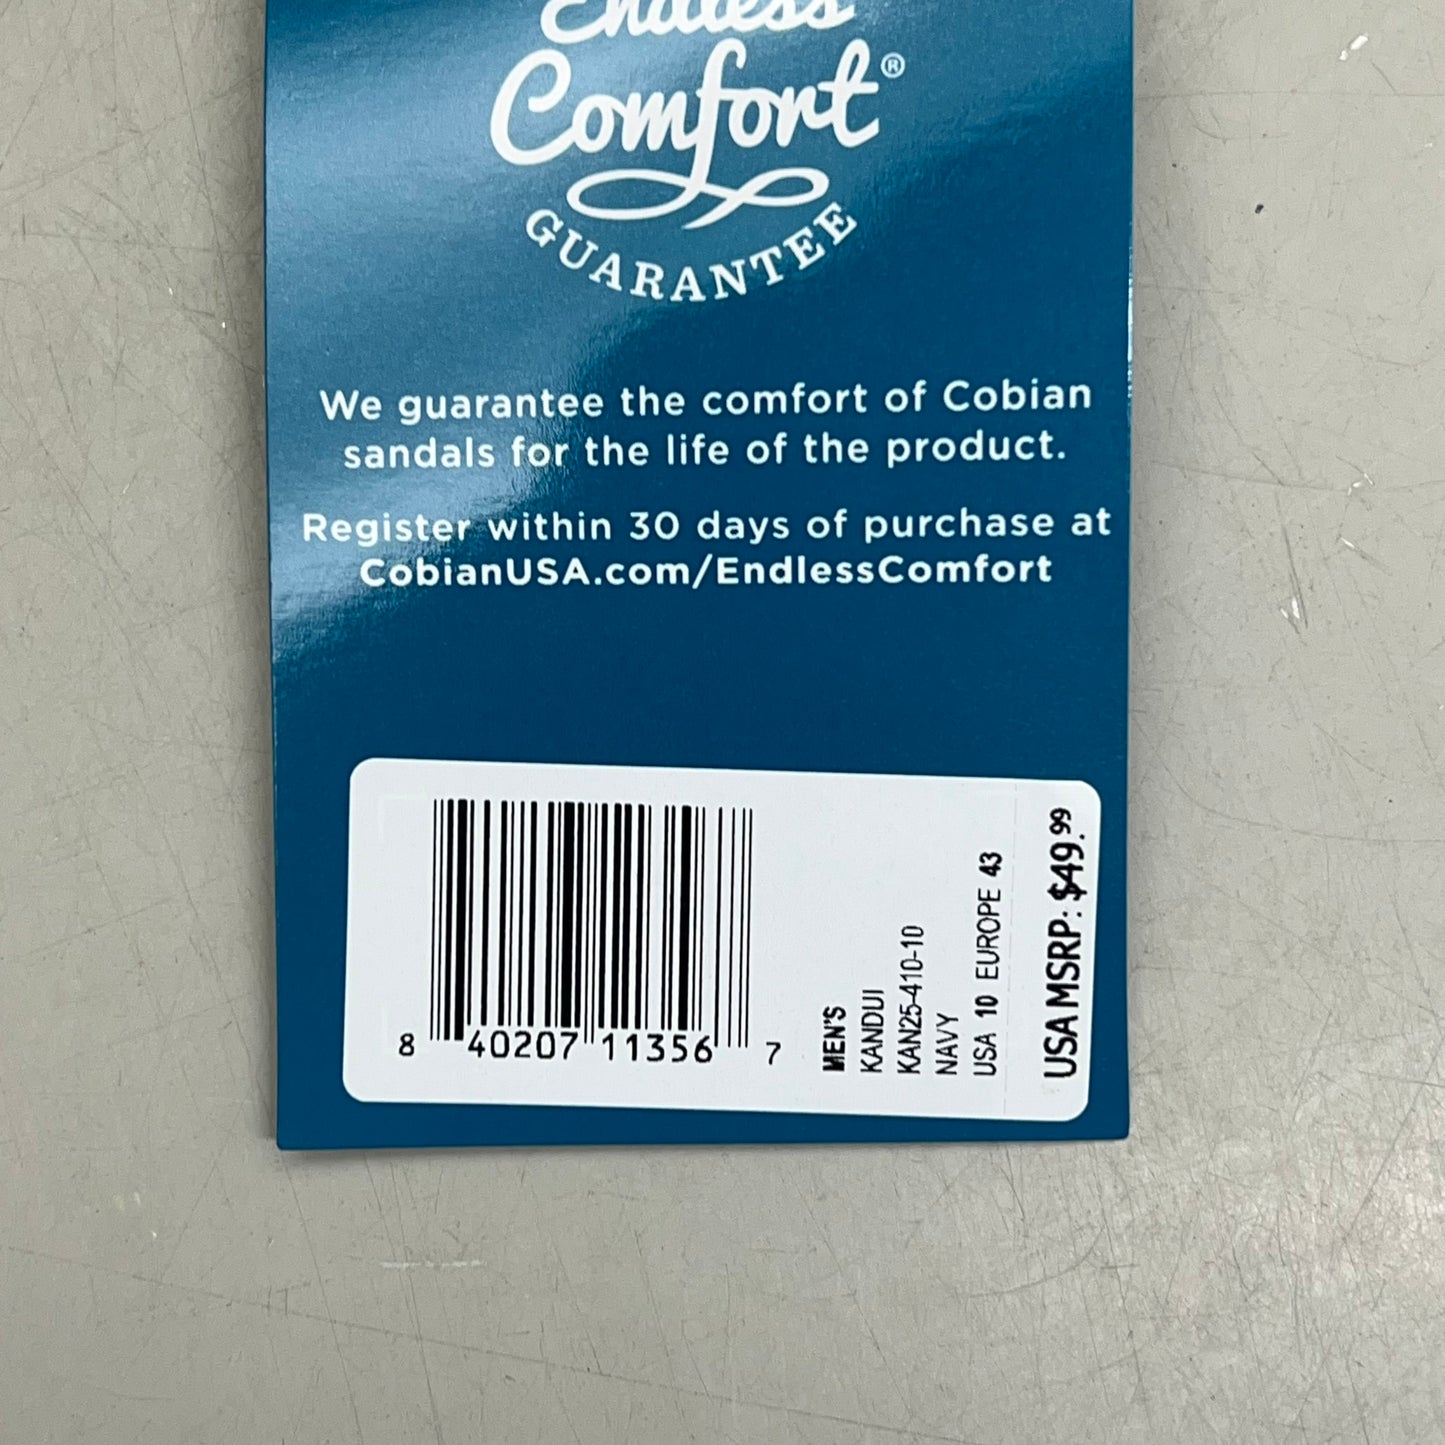 Endless
Comfort®
GUARANTEE
We guarantee the comfort of Cobian
sandals for the life of the product.
Register within 30 days of purchase at
CobianUSA.com/EndlessComfort
8 40207 11356 7
MEN'S
KANDUI
KAN25-410-10
NAVY
USA 10 EUROPE 43
USA MSRP: $49.99